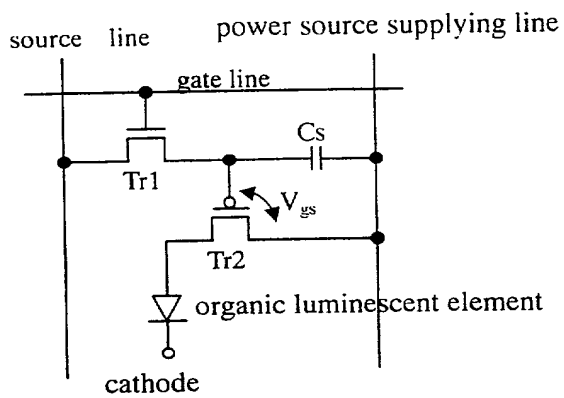 source line
power source supplying line
gate line
Cs
Tr1
Vgs
Tr2
organic luminescent element
cathode